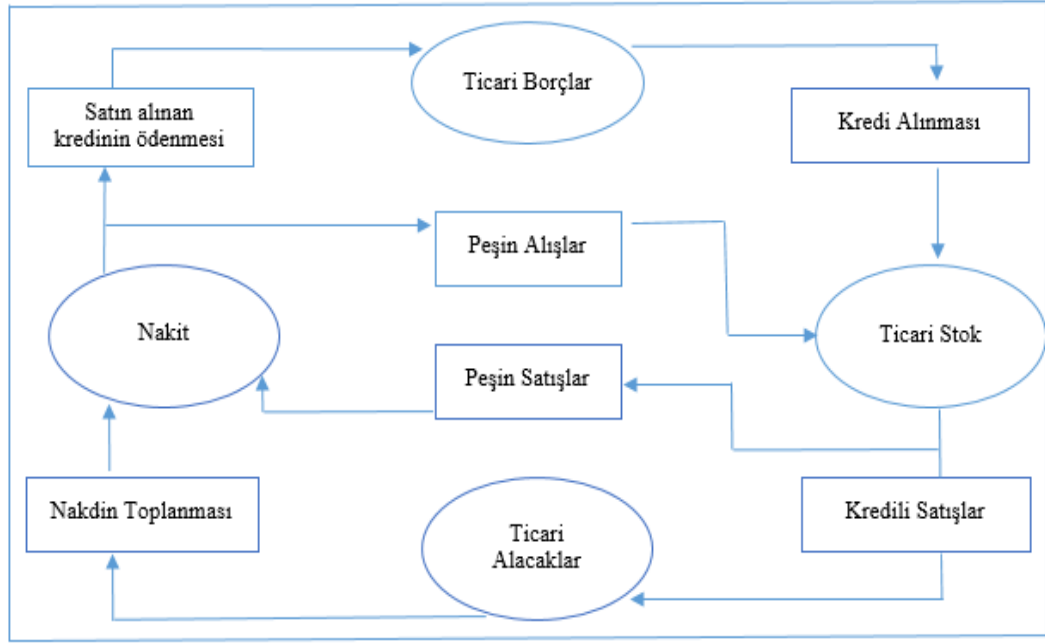 Ticari Borçlar
Satın alınan
kredinin ödenmesi
Kredi Alınması
Peşin Alışlar
Nakit
Ticari Stok
Peşin Satışlar
Nakdin Toplanması
Ticari
Alacaklar
Kredili Satışlar